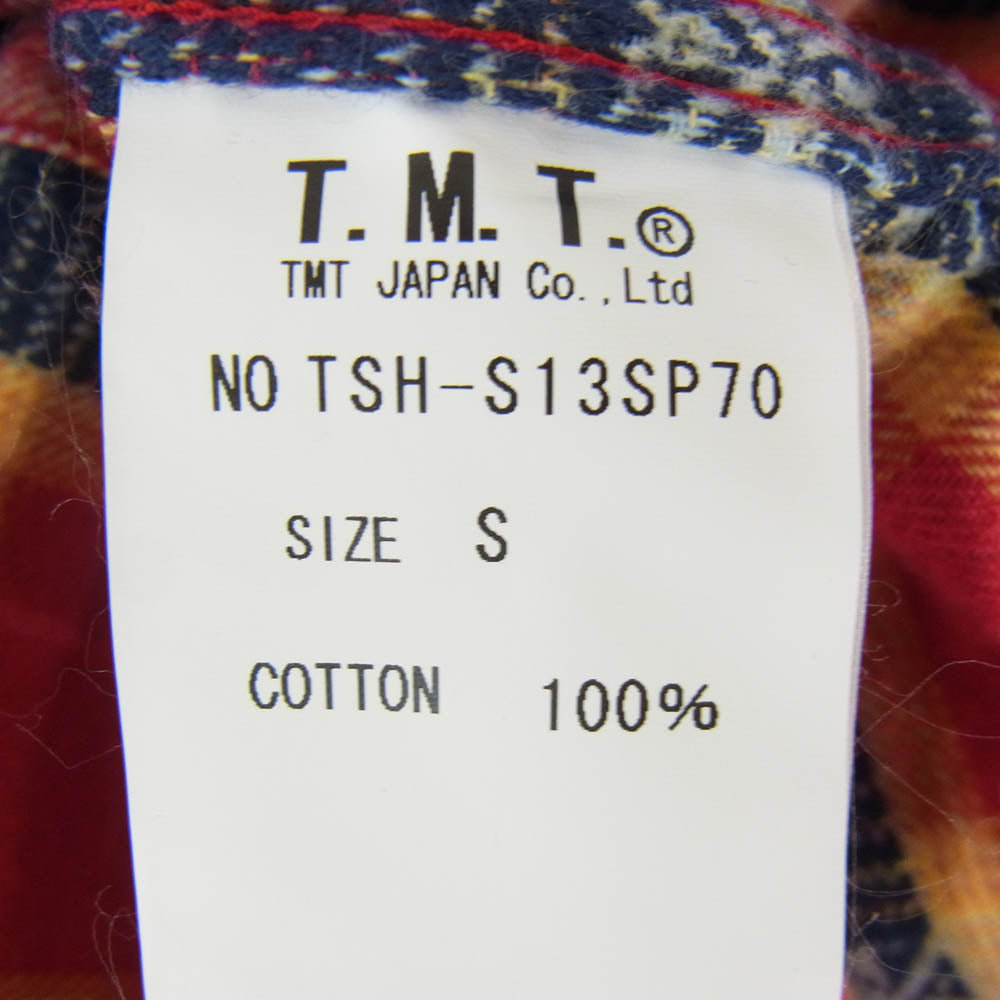 T.M.T.®
TMT JAPAN Co.,Ltd
NO TSH-S13SP70
SIZE S
COTTON 100%